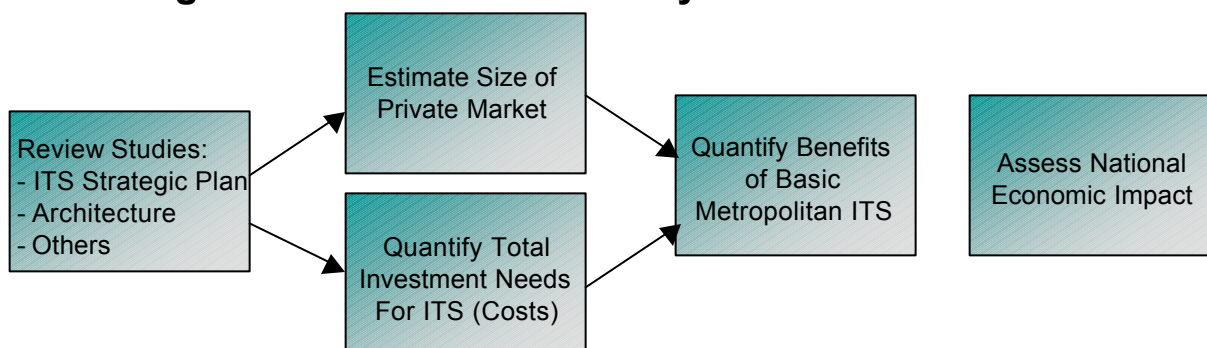 Review Studies:
- ITS Strategic Plan
- Architecture
- Others
Estimate Size of
Private Market
Quantify Total
Investment Needs
For ITS (Costs)
Quantify Benefits
of Basic
Metropolitan ITS
Assess National
Economic Impact